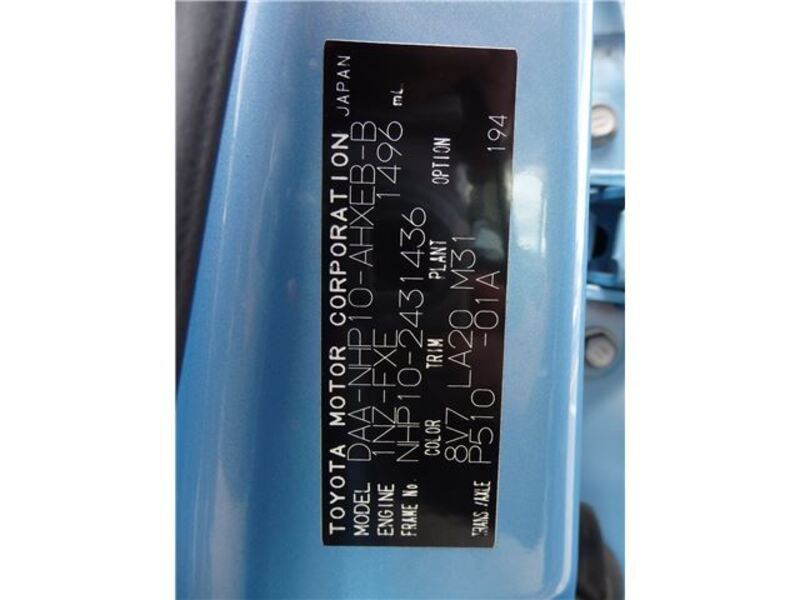 TOYOTA MOTOR CORPORATION JAPAN
MODEL DAA-NHP10-AHXEB-B
ENGINE 1NZ-FXE 1496 mL
FRAME No. NHP10-2431436
COLOR TRIM PLANT OPTION
8V7 LA20 M31
TRANS/AXLE P510 -01A 194